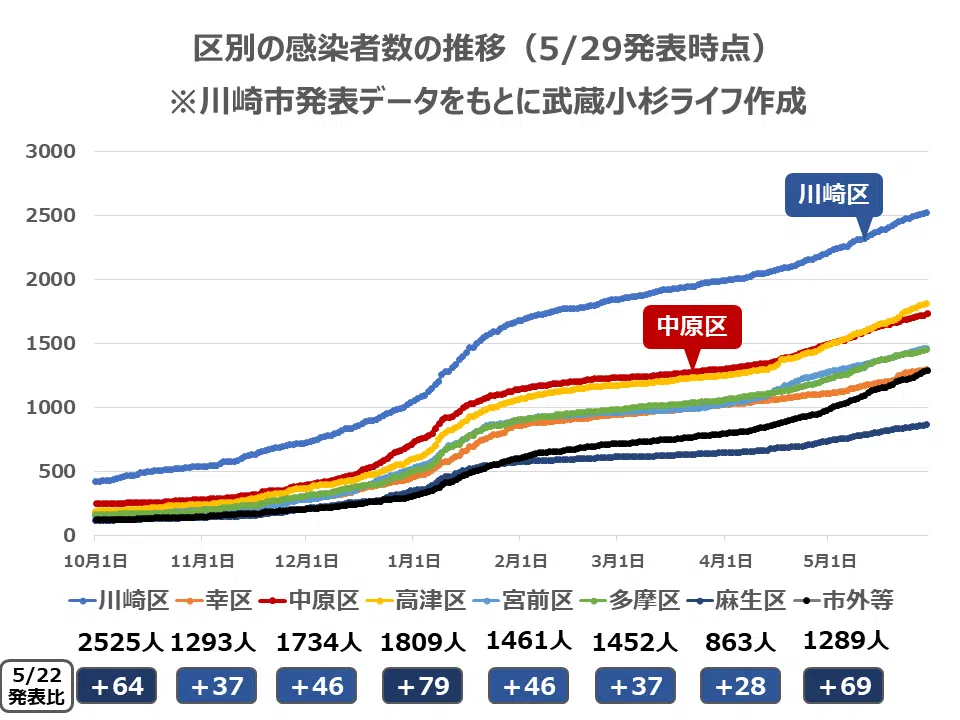 区別の感染者数の推移（5/29発表時点）
※川崎市発表データをもとに武蔵小杉ライフ作成
3000
2500
2000
1500
1000
500
0
川崎区
中原区
10月1日 11月1日 12月1日 1月1日 2月1日 3月1日 4月1日 5月1日
川崎区 幸区 中原区 高津区 宮前区 多摩区 麻生区 市外等
2525人 1293人 1734人 1809人 1461人 1452人 863人 1289人
5/22
発表比
＋64 ＋37 ＋46 ＋79 ＋46 ＋37 ＋28 ＋69